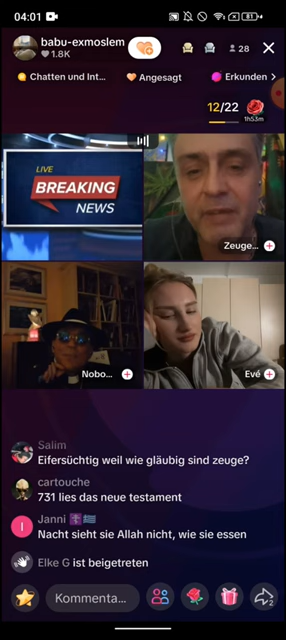 04:01
81
babu-exmoslem
1.8K
28
Chatten und Int...
Angesagt
Erkunden
12/22
1h53m
LIVE
BREAKING
NEWS
Zeuge...
Nobo...
Evé
Salim
Eifersüchtig weil wie gläubig sind zeuge?
cartouche
731 lies das neue testament
I
Janni ☦️🇬🇷
Nacht sieht sie Allah nicht, wie sie essen
Elke G ist beigetreten
Kommenta...
2